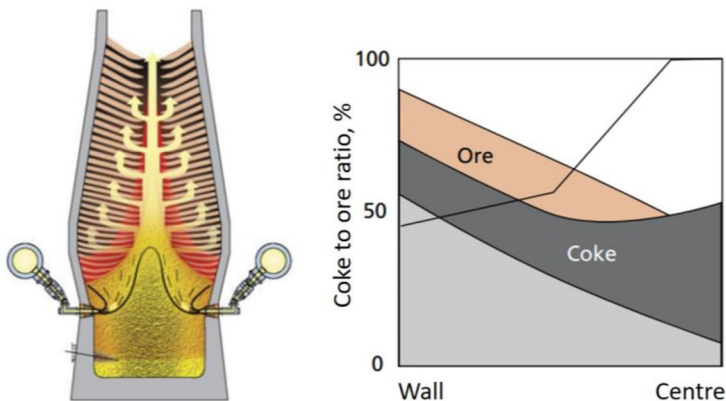 100
Ore
50
Coke
0
Coke to ore ratio, %
Wall
Centre